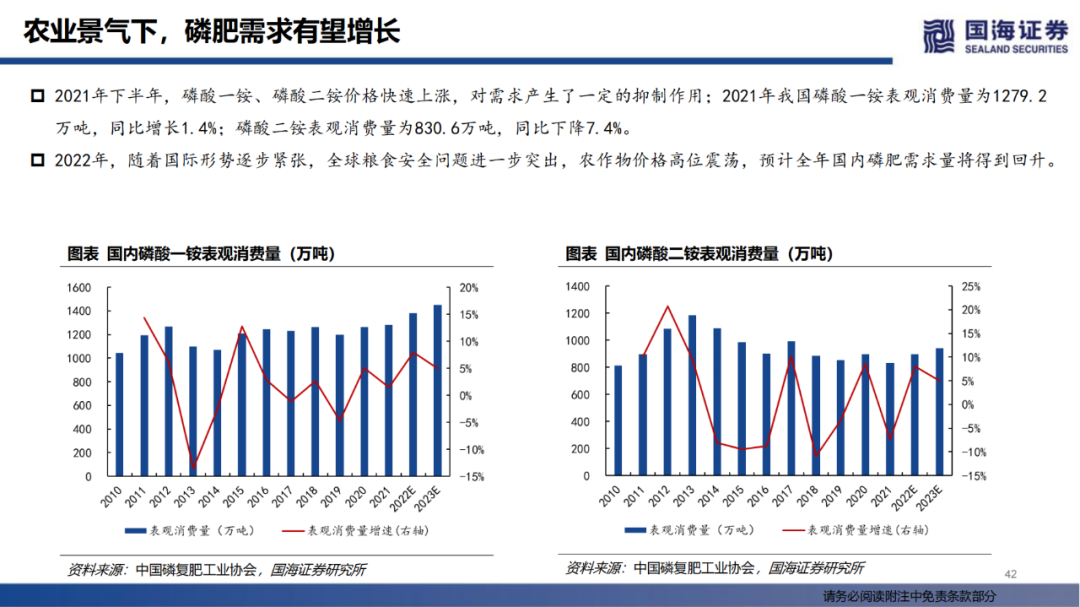 农业景气下，磷肥需求有望增长
国海证券
SEALAND SECURITIES
2021年下半年，磷酸一铵、磷酸二铵价格快速上涨，对需求产生了一定的抑制作用；2021年我国磷酸一铵表观消费量为1279.2
万吨，同比增长1.4%；磷酸二铵表观消费量为830.6万吨，同比下降7.4%。
2022年，随着国际形势逐步紧张，全球粮食安全问题进一步突出，农作物价格高位震荡，预计全年国内磷肥需求量将得到回升。
图表 国内磷酸一铵表观消费量（万吨）
1600
1400
1200
1000
800
600
400
200
0
20%
15%
10%
5%
0%
-5%
-10%
-15%
2010 2011 2012 2013 2014 2015 2016 2017 2018 2019 2020 2021 2022E 2023E
表观消费量（万吨） 表观消费量增速(右轴)
资料来源：中国磷复肥工业协会，国海证券研究所
图表 国内磷酸二铵表观消费量（万吨）
1400
1200
1000
800
600
400
200
0
25%
20%
15%
10%
5%
0%
-5%
-10%
-15%
2010 2011 2012 2013 2014 2015 2016 2017 2018 2019 2020 2021 2022E 2023E
表观消费量（万吨） 表观消费量增速(右轴)
资料来源：中国磷复肥工业协会，国海证券研究所
42
请务必阅读附注中免责条款部分